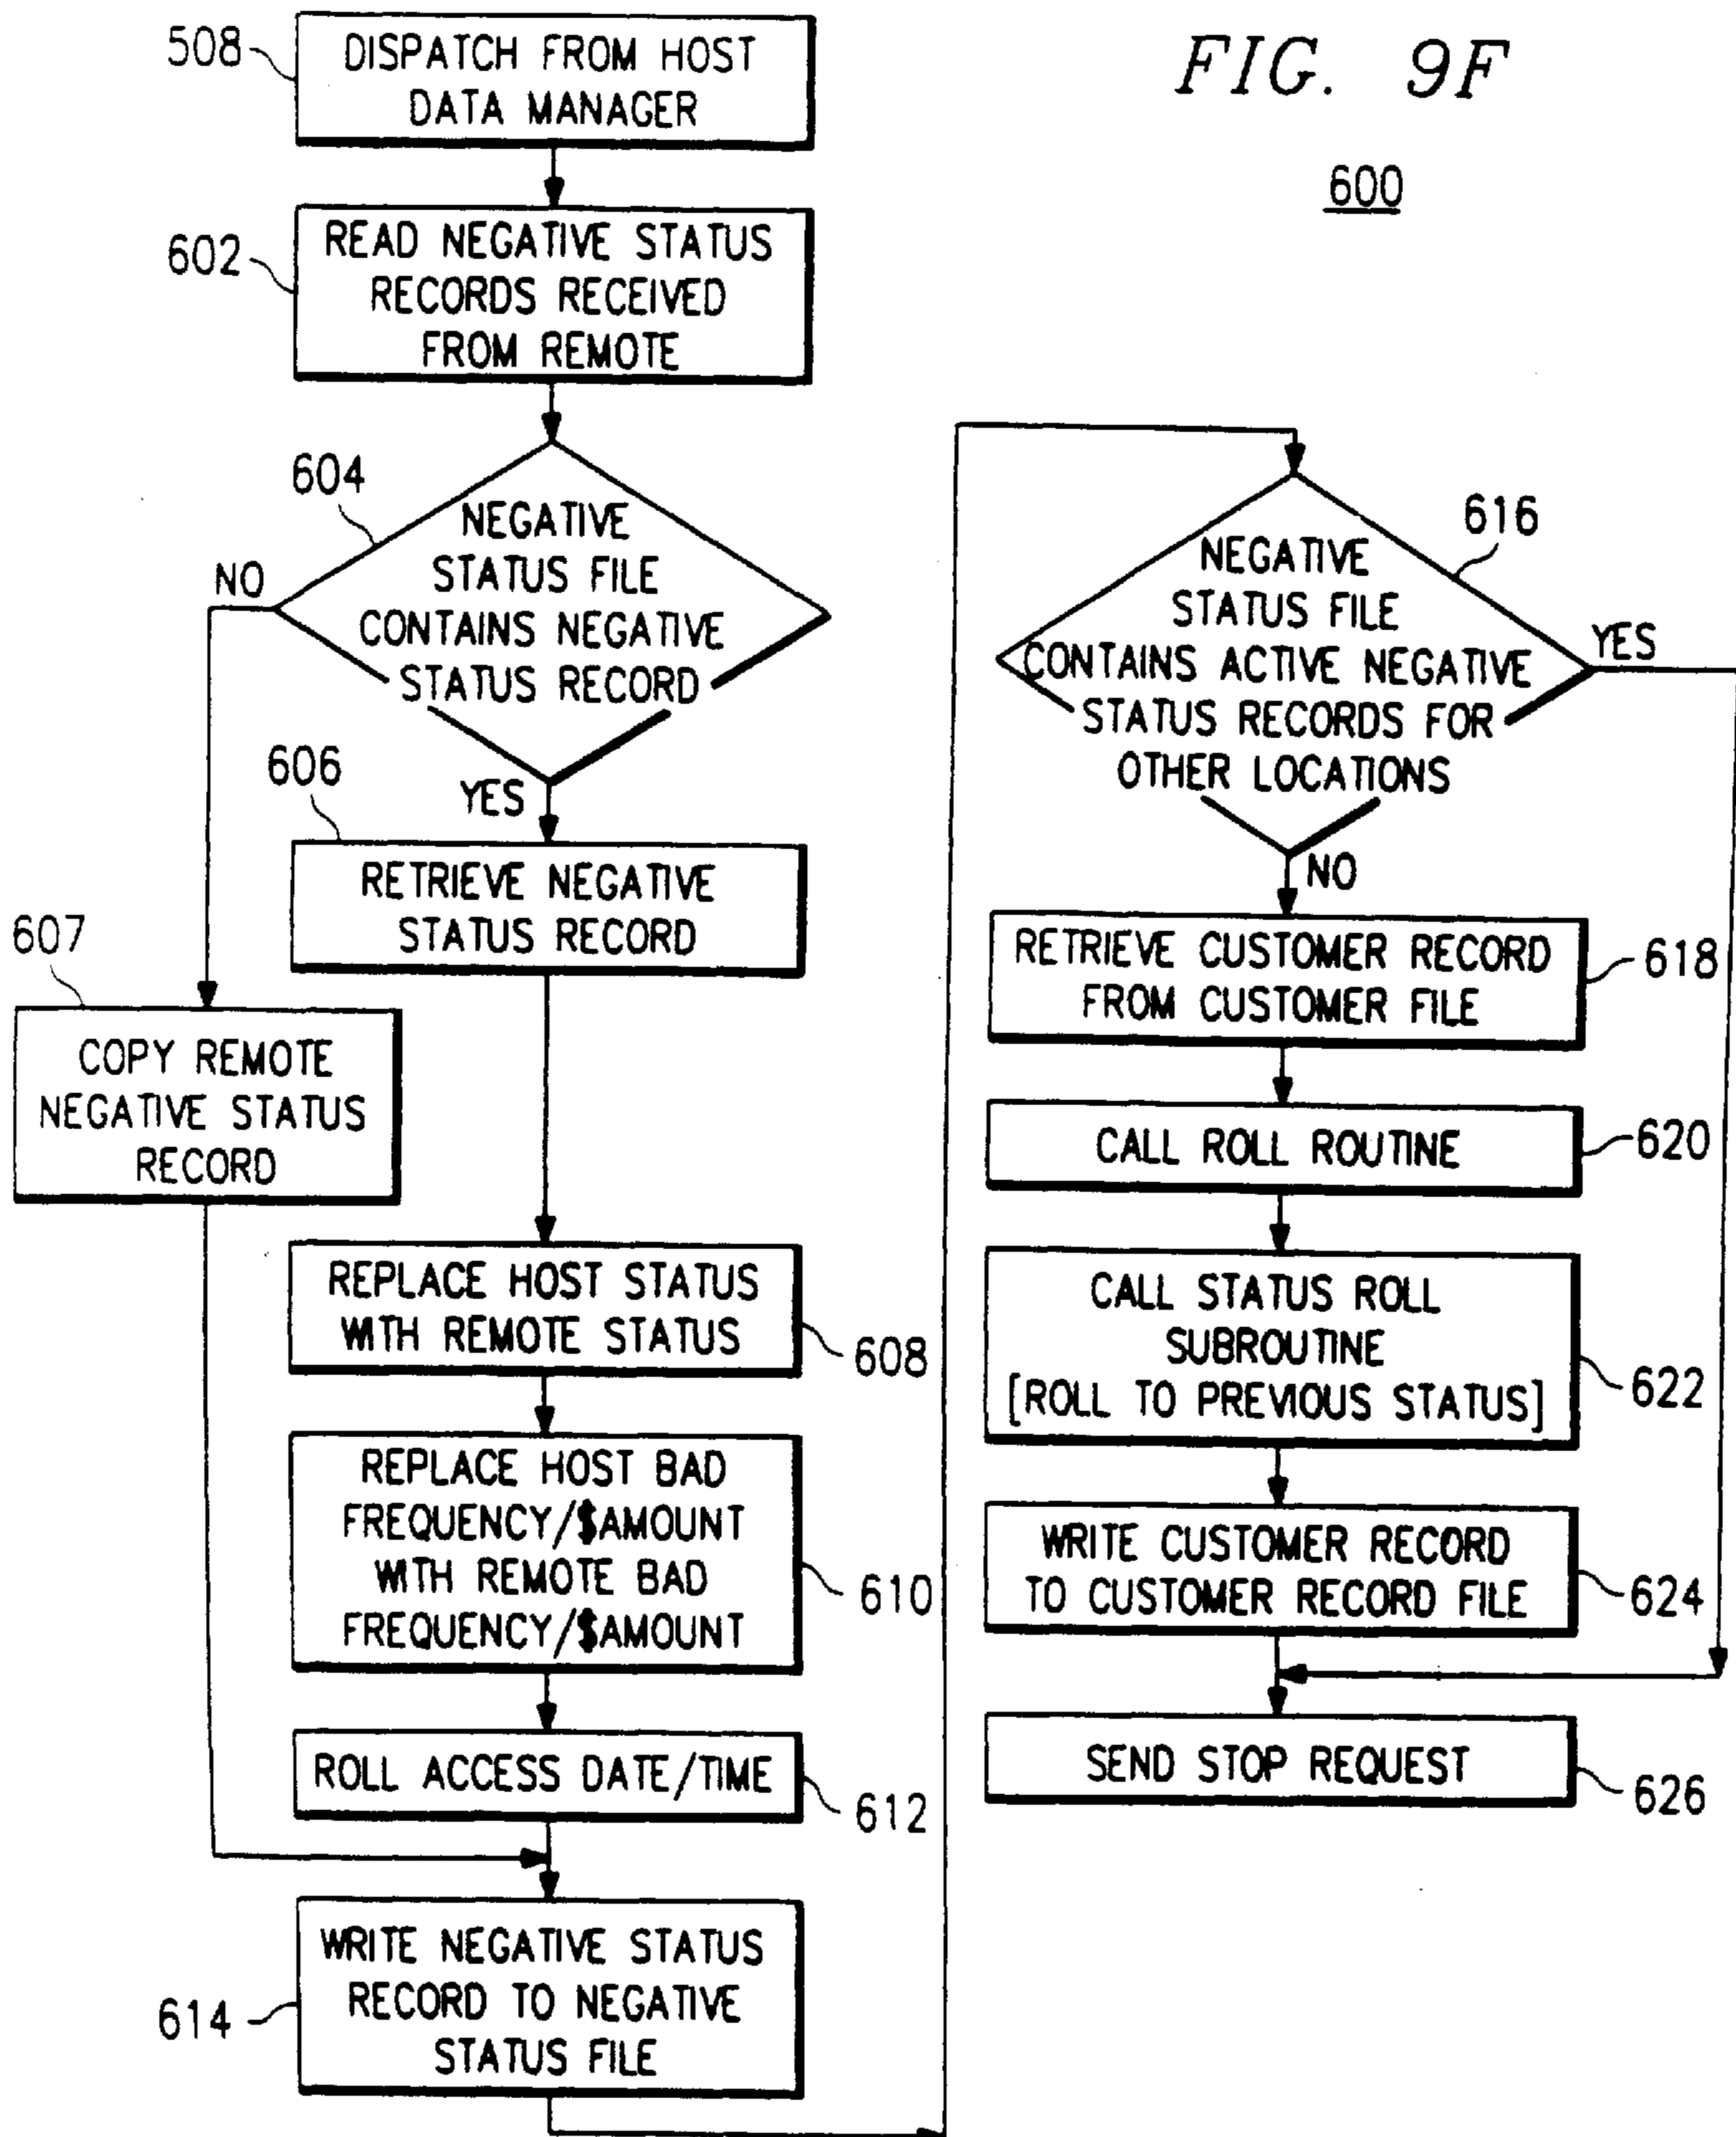 FIG. 9F
600
508
DISPATCH FROM HOST
DATA MANAGER
602
READ NEGATIVE STATUS
RECORDS RECEIVED
FROM REMOTE
604
NEGATIVE
STATUS FILE
CONTAINS NEGATIVE
STATUS RECORD
NO
YES
606
RETRIEVE NEGATIVE
STATUS RECORD
607
COPY REMOTE
NEGATIVE STATUS
RECORD
REPLACE HOST STATUS
WITH REMOTE STATUS
608
REPLACE HOST BAD
FREQUENCY/$AMOUNT
WITH REMOTE BAD
FREQUENCY/$AMOUNT
610
ROLL ACCESS DATE/TIME
612
WRITE NEGATIVE STATUS
RECORD TO NEGATIVE
STATUS FILE
614
616
NEGATIVE
STATUS FILE
CONTAINS ACTIVE NEGATIVE
STATUS RECORDS FOR
OTHER LOCATIONS
YES
NO
RETRIEVE CUSTOMER RECORD
FROM CUSTOMER FILE
618
CALL ROLL ROUTINE
620
CALL STATUS ROLL
SUBROUTINE
[ROLL TO PREVIOUS STATUS]
622
WRITE CUSTOMER RECORD
TO CUSTOMER RECORD FILE
624
SEND STOP REQUEST
626